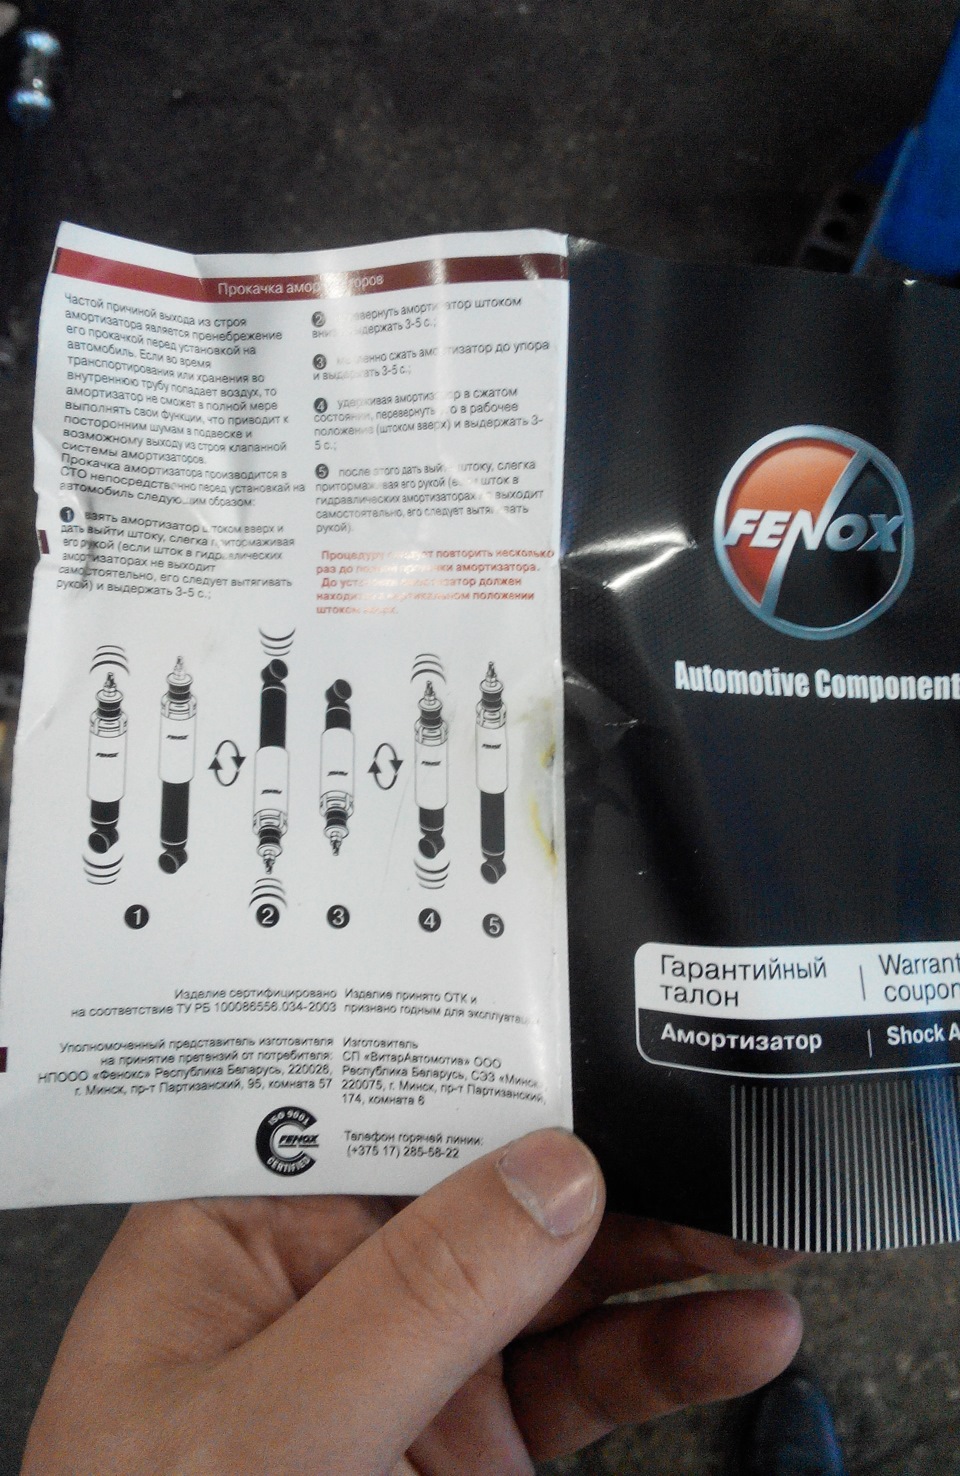 Прокачка амортизаторов
Частой причиной выхода из строя
амортизатора является пренебрежение
его прокачкой перед установкой на
автомобиль. Если во время
транспортирования или хранения во
внутреннюю трубу попадает воздух, то
амортизатор не сможет в полной мере
выполнять свои функции, что приводит к
посторонним шумам в подвеске и
возможному выходу из строя клапанной
системы амортизаторов.
Прокачка амортизатора производится в
СТО непосредственно перед установкай на
автомобиль следующим образом:
1 взять амортизатор штоком вверх и
дать выйти штоку, слегка притормаживая
его рукой (если шток в гидравлических
амортизаторах не выходит
самостоятельно, его следует вытягивать
рукой) и выдержать 3-5 с.;
2 перевернуть амортизатор штоком
вниз и выдержать 3-5 с.;
3 медленно сжать амортизатор до упора
и выдержать 3-5 с.;
4 удерживая амортизатор в сжатом
состоянии, перевернуть его в рабочее
положение (штоком вверх) и выдержать 3-
5 с.;
5 после этого дать выйти штоку, слегка
притормаживая его рукой (если шток в
гидравлических амортизаторах не выходит
самостоятельно, его следует вытягивать
рукой).
Процедуру следует повторить несколько
раз до полной прокачки амортизатора.
До установки амортизатор должен
находиться в вертикальном положении
штоком вверх.
FENOX FENOX FENOX FENOX FENOX FENOX
1 2 3 4 5
Изделие сертифицировано
на соответствие ТУ РБ 100086556.034-2003
Изделие принято ОТК и
признано годным для эксплуатации
Уполномоченный представитель изготовителя
на принятие претензий от потребителя:
НПООО «Фенокс» Республика Беларусь, 220026,
г. Минск, пр-т Партизанский, 95, комната 57
Изготовитель
СП «ВитарАвтомотив» ООО
Республика Беларусь, СЭЗ «Минск»
220075, г. Минск, пр-т Партизанский,
174, комната 6
ISO 9001
FENOX
CERTIFIED
Телефон горячей линии:
(+375 17) 285-58-22
FENOX
Automotive Component
Гарантийный
талон
Warrant
coupon
Амортизатор
Shock A